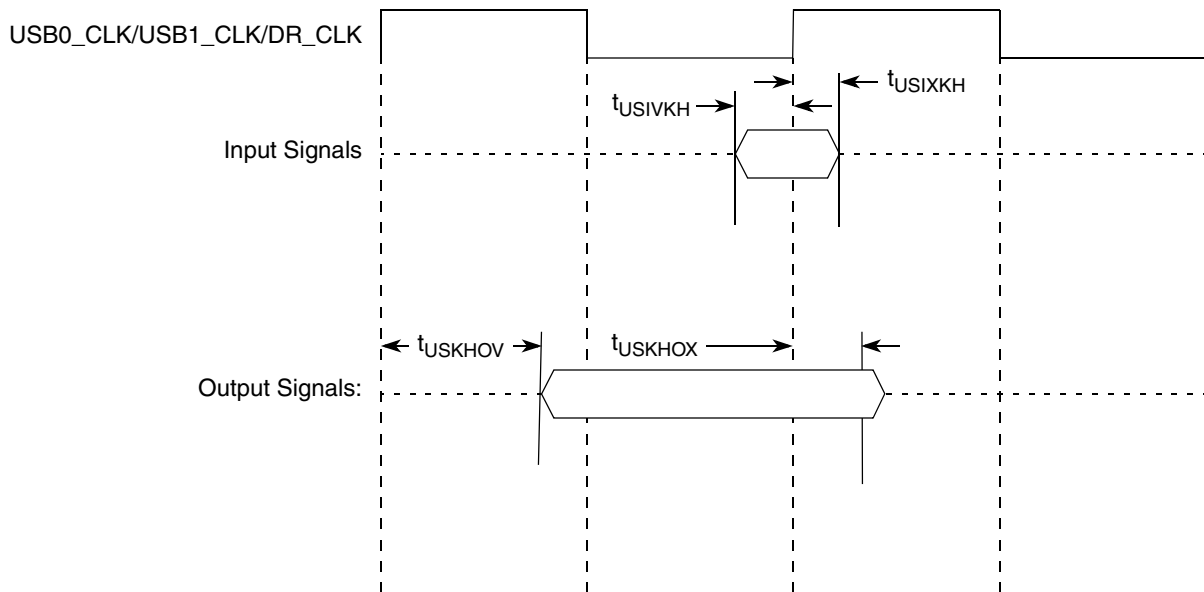 USB0_CLK/USB1_CLK/DR_CLK
tUSIXKH
tUSIVKH
Input Signals
tUSKHOV
tUSKHOX
Output Signals: